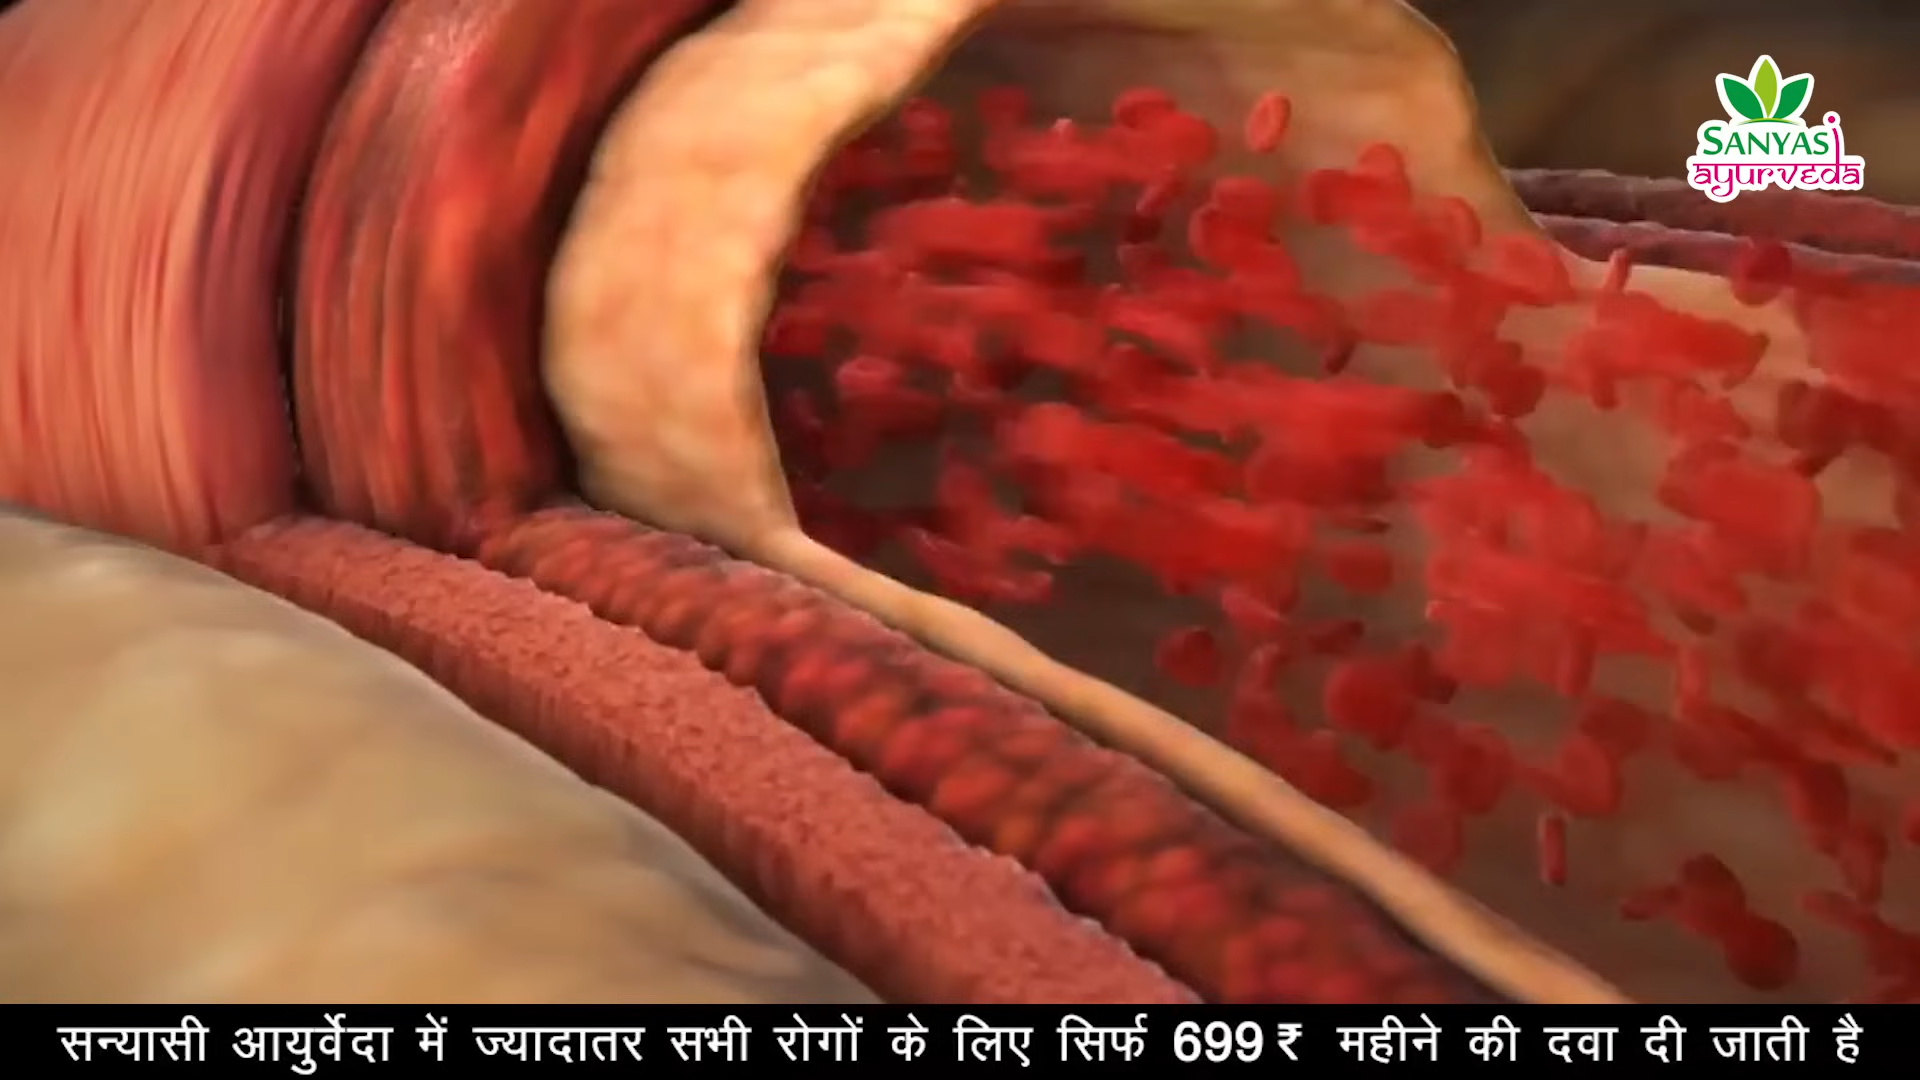 SANYASI
ayurveda
सन्यासी आयुर्वेदा में ज्यादातर सभी रोगों के लिए सिर्फ 699₹ महीने की दवा दी जाती है